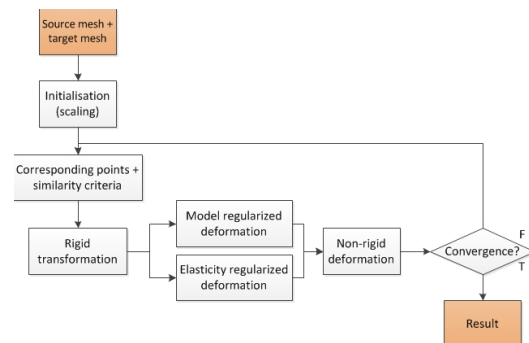 Source mesh +
target mesh
Initialisation
(scaling)
Corresponding points +
similarity criteria
Rigid
transformation
Model regularized
deformation
Elasticity regularized
deformation
Non-rigid
deformation
Convergence?
F
T
Result